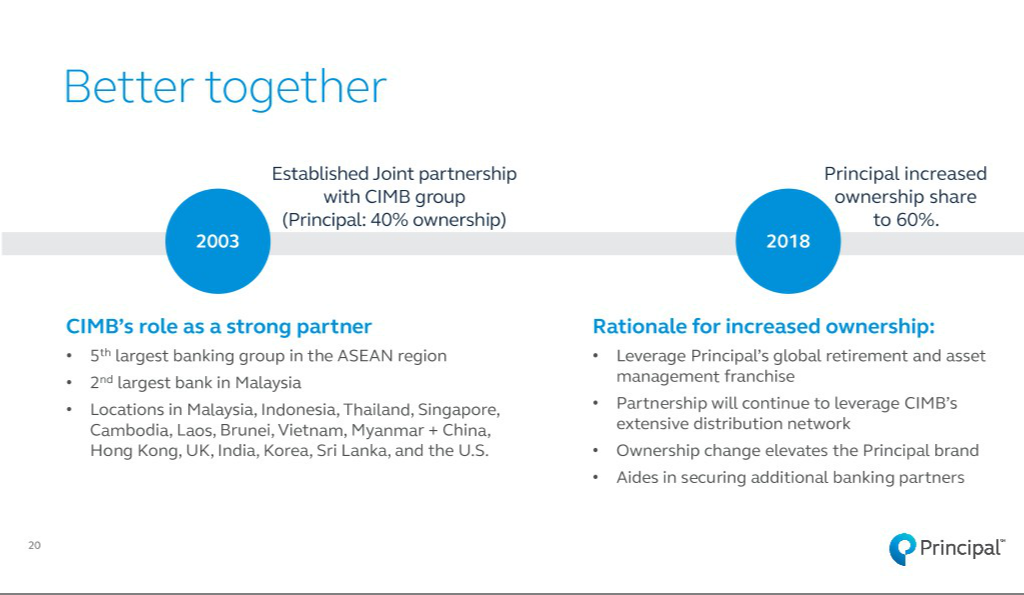 Better together
Established Joint partnership
with CIMB group
(Principal: 40% ownership)
2003
Principal increased
ownership share
to 60%.
2018
CIMB’s role as a strong partner
• 5th largest banking group in the ASEAN region
• 2nd largest bank in Malaysia
• Locations in Malaysia, Indonesia, Thailand, Singapore,
Cambodia, Laos, Brunei, Vietnam, Myanmar + China,
Hong Kong, UK, India, Korea, Sri Lanka, and the U.S.
Rationale for increased ownership:
• Leverage Principal’s global retirement and asset
management franchise
• Partnership will continue to leverage CIMB’s
extensive distribution network
• Ownership change elevates the Principal brand
• Aides in securing additional banking partners
20
Principal℠